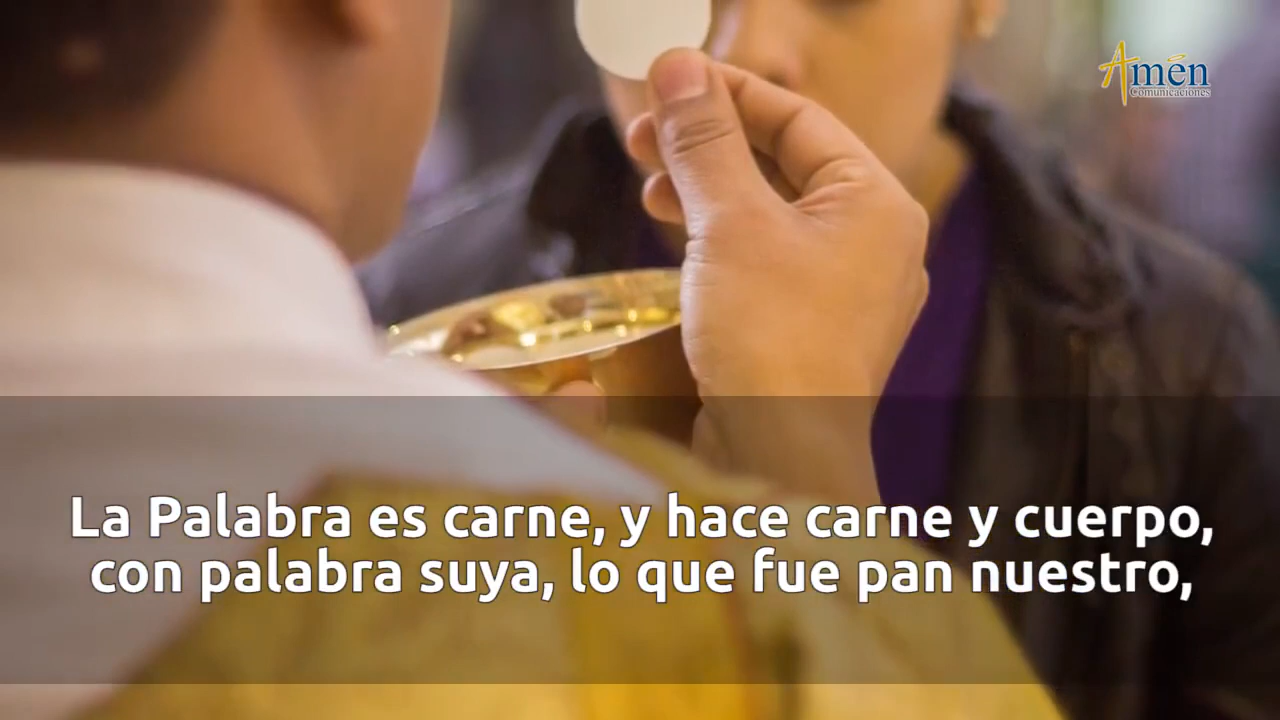 Amén
Comunicaciones
La Palabra es carne, y hace carne y cuerpo,
con palabra suya, lo que fue pan nuestro,